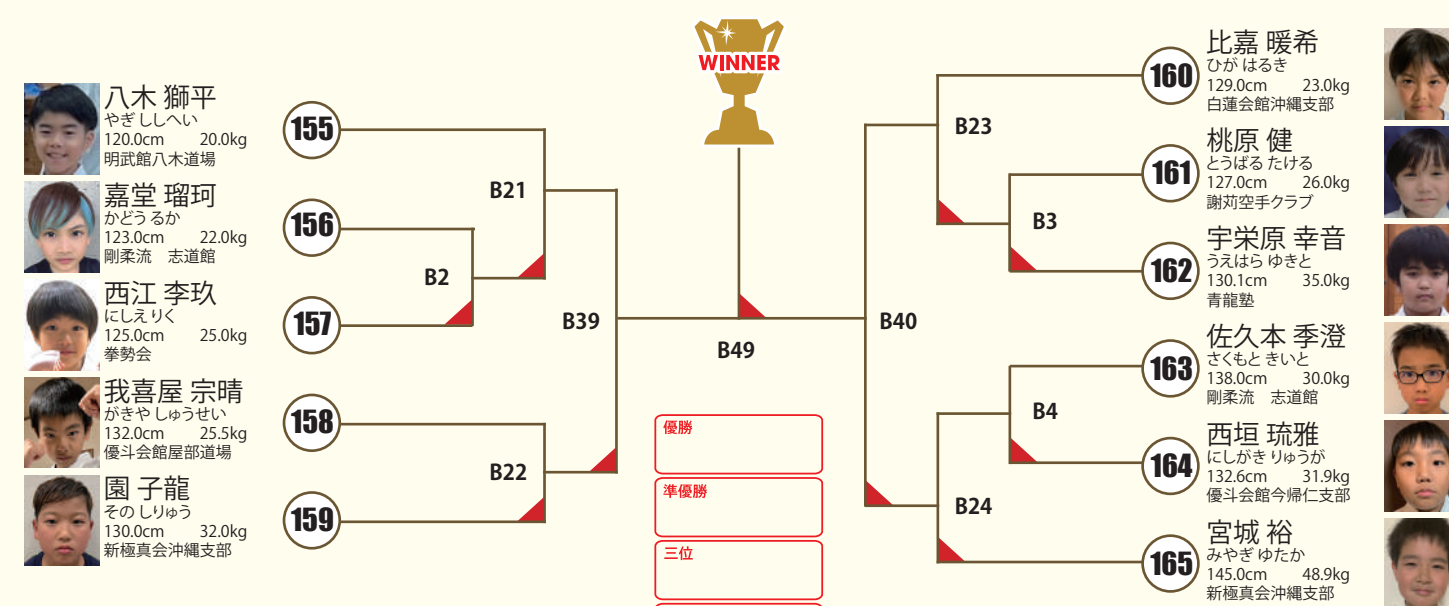 WINNER
八木 獅平
やぎ ししへい
120.0cm 20.0kg
明武館八木道場
155
嘉堂 瑠珂
かどう るか
123.0cm 22.0kg
剛柔流 志道館
156
西江 李玖
にしえ りく
125.0cm 25.0kg
拳勢会
157
我喜屋 宗晴
がきや しゅうせい
132.0cm 25.5kg
優斗会館屋部道場
158
園 子龍
その しりゅう
130.0cm 32.0kg
新極真会沖縄支部
159
B21
B2
B39
B22
B49
優勝
準優勝
三位
B23
B3
B40
B4
B24
160
比嘉 暖希
ひが はるき
129.0cm 23.0kg
白蓮会館沖縄支部
161
桃原 健
とうばる たける
127.0cm 26.0kg
謝苅空手クラブ
162
宇栄原 幸音
うえはら ゆきと
130.1cm 35.0kg
青龍塾
163
佐久本 季澄
さくもと きいと
138.0cm 30.0kg
剛柔流 志道館
164
西垣 琉雅
にしがき りゅうが
132.6cm 31.9kg
優斗会館今帰仁支部
165
宮城 裕
みやぎ ゆたか
145.0cm 48.9kg
新極真会沖縄支部